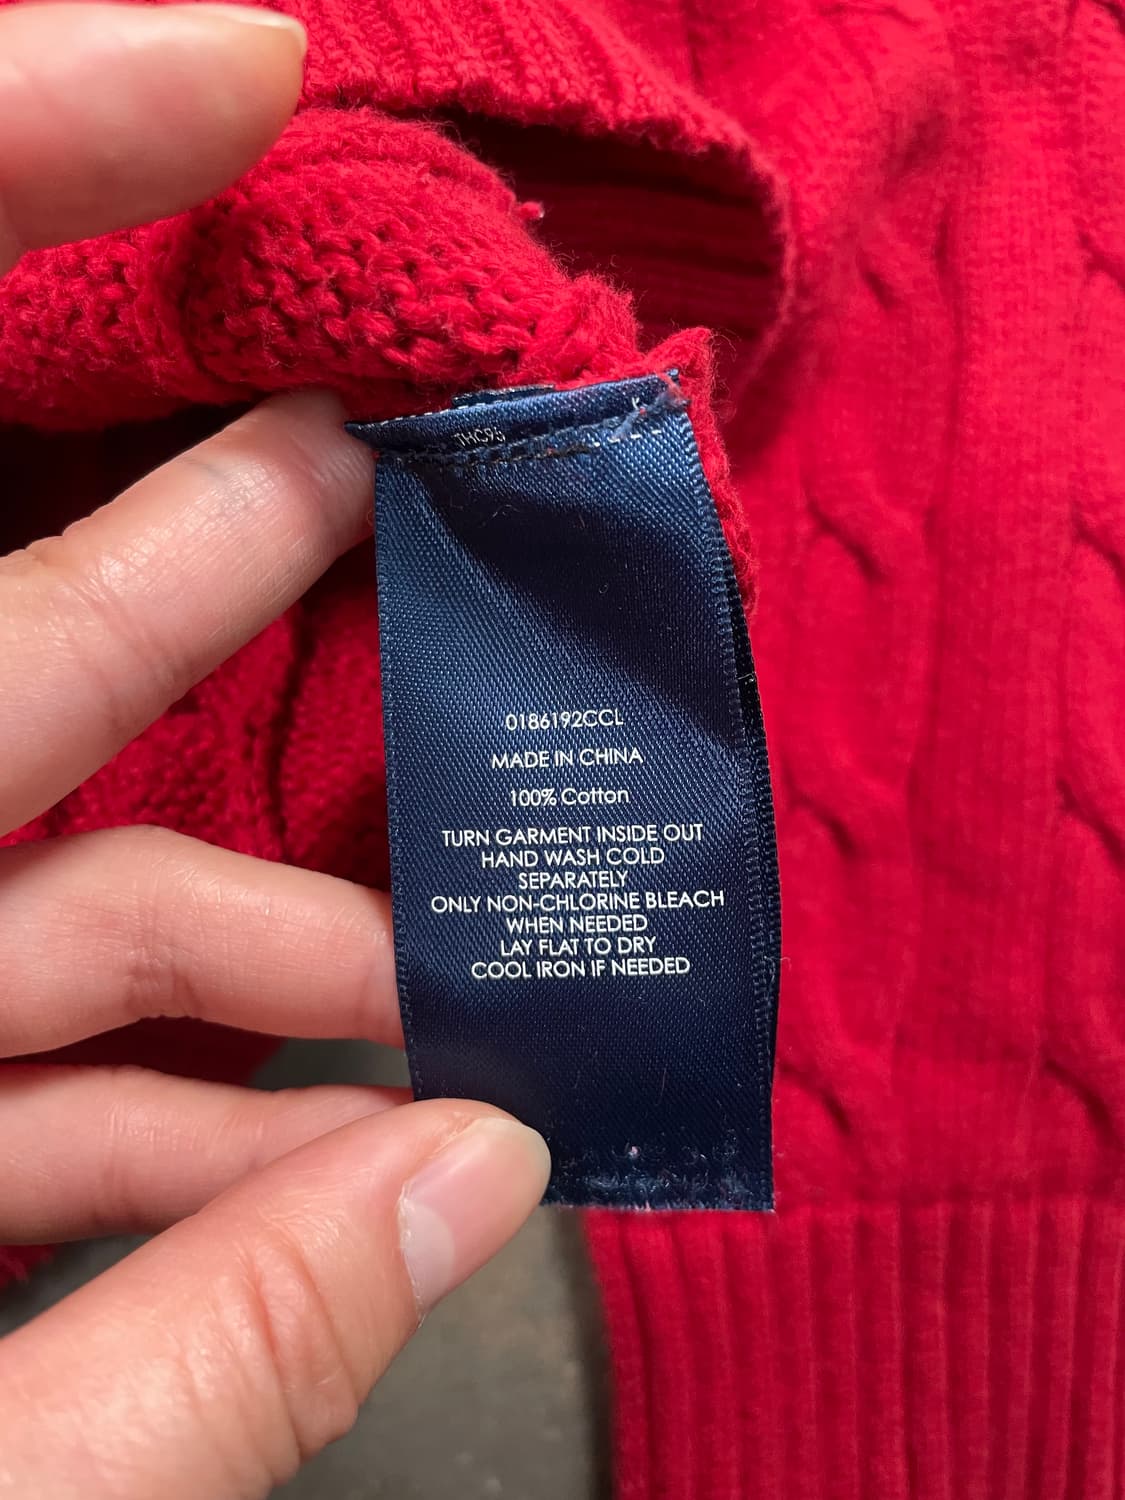 THC95
0186192CCL
MADE IN CHINA
100% Cotton
TURN GARMENT INSIDE OUT
HAND WASH COLD
SEPARATELY
ONLY NON-CHLORINE BLEACH
WHEN NEEDED
LAY FLAT TO DRY
COOL IRON IF NEEDED